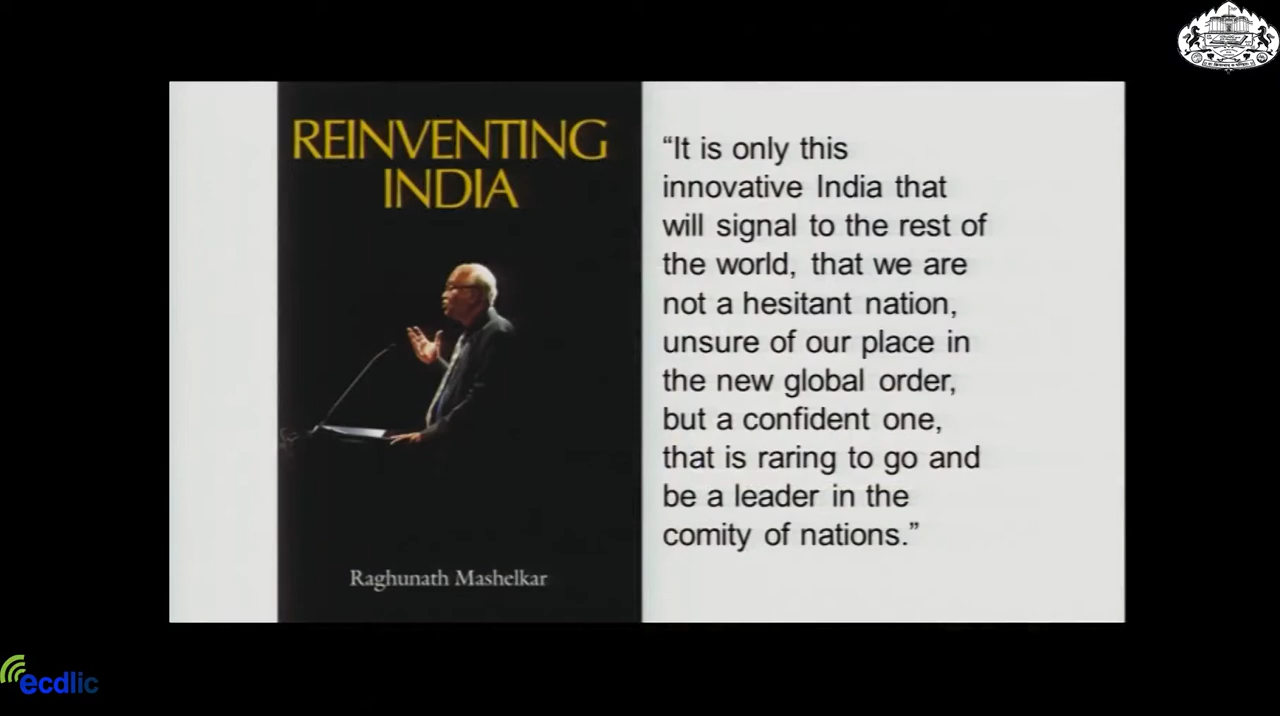 REINVENTING
INDIA
Raghunath Mashelkar
“It is only this
innovative India that
will signal to the rest of
the world, that we are
not a hesitant nation,
unsure of our place in
the new global order,
but a confident one,
that is raring to go and
be a leader in the
comity of nations.”
ecdlic